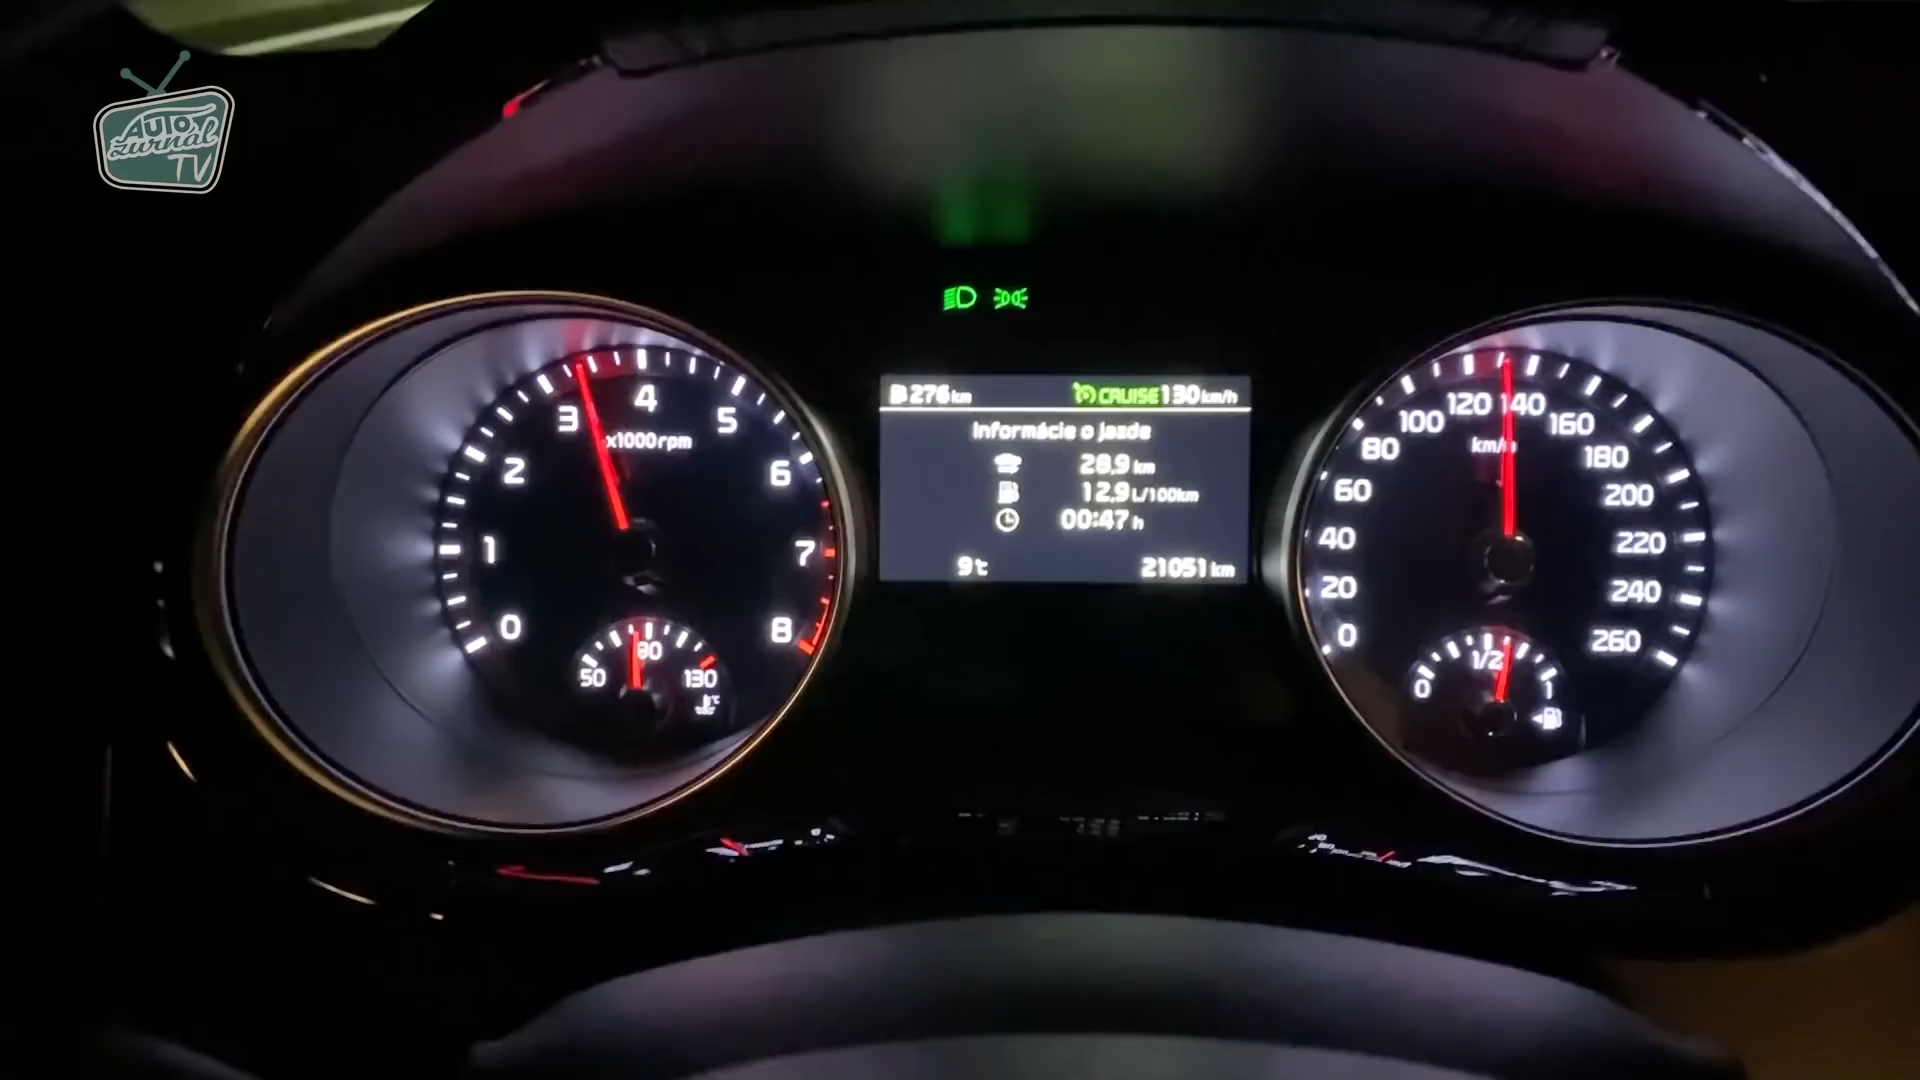 AUTO
žurnál
TV
276 km
CRUISE 130 km/h
Informácie o jazde
28,9 km
12,9 L/100km
00:47 h
9°C
21051 km
0
1
2
3
4
5
6
7
8
x1000rpm
50
90
130
°C
0
20
40
60
80
100
120
140
160
180
200
220
240
260
km/h
0
1/2
1